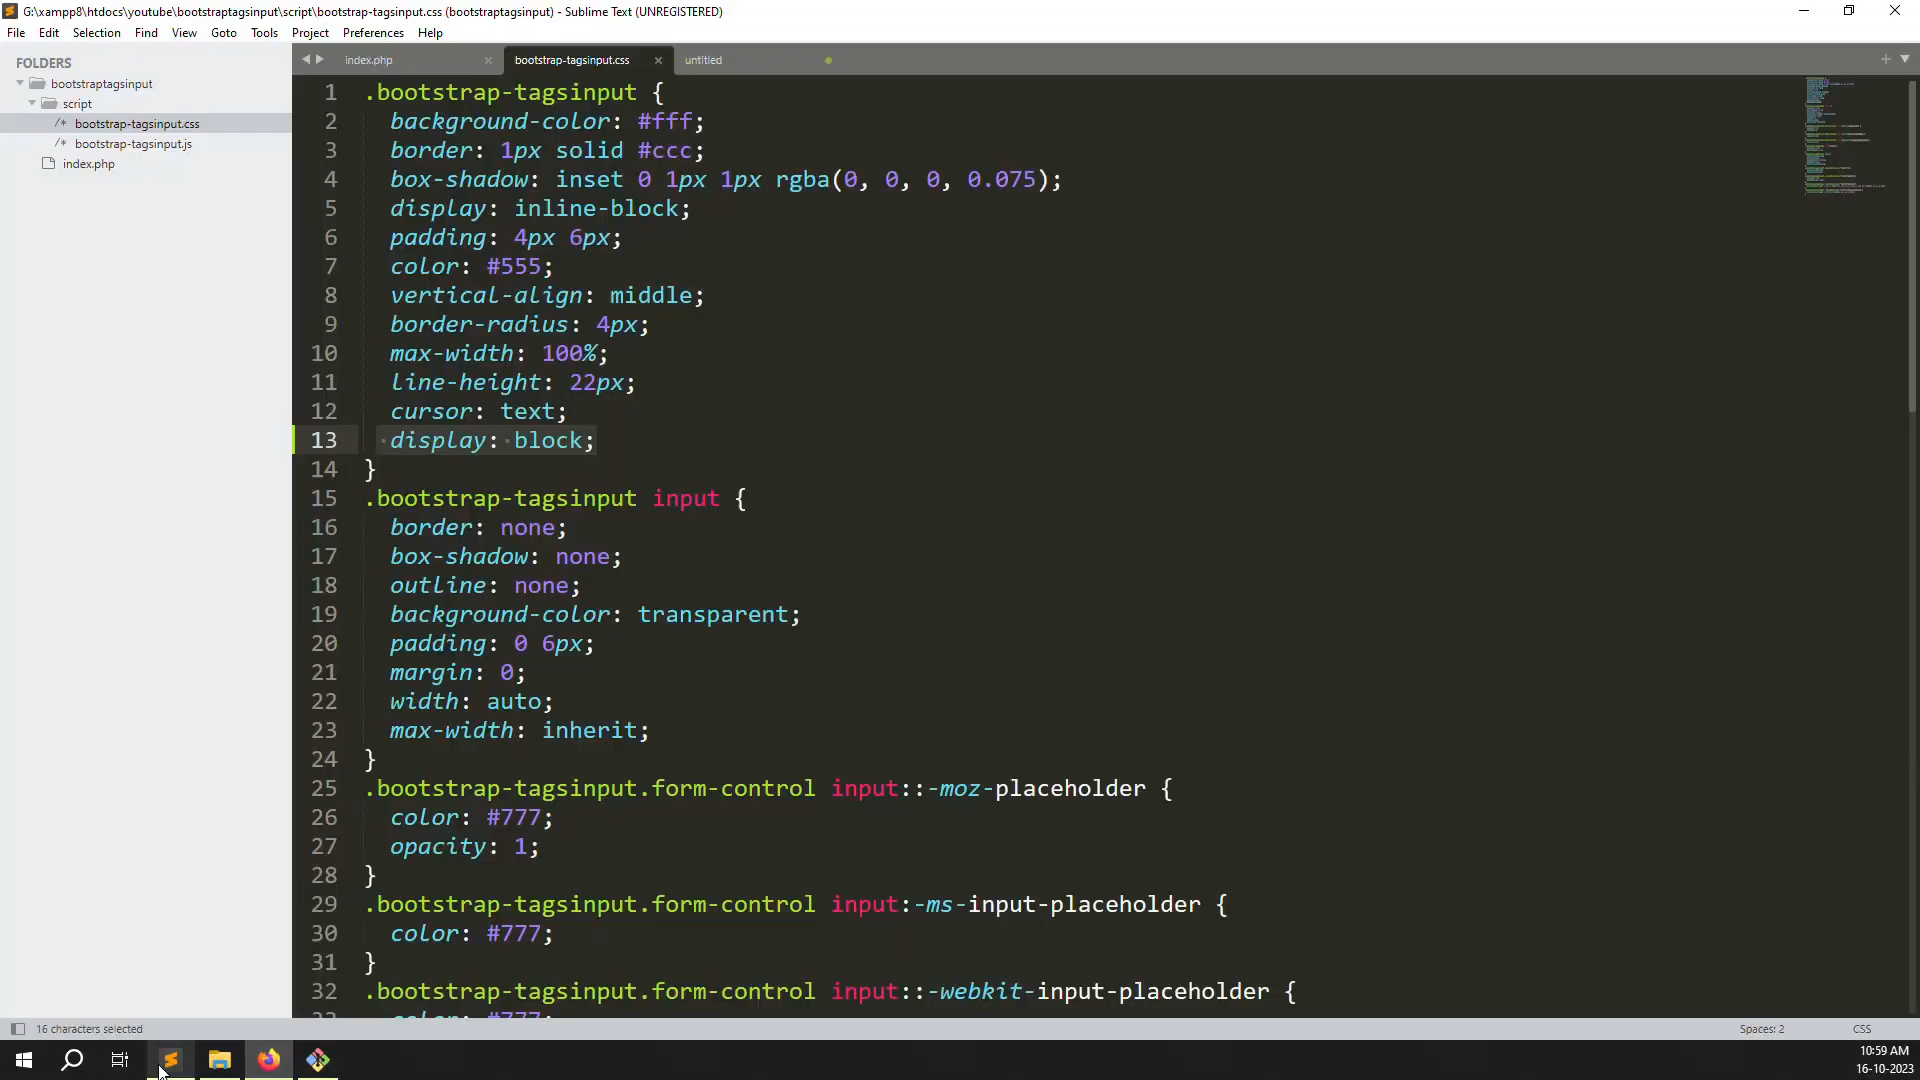 G:\xampp8\htdocs\youtube\bootstraptagsinput\script\bootstrap-tagsinput.css (bootstraptagsinput) - Sublime Text (UNREGISTERED)
File Edit Selection Find View Goto Tools Project Preferences Help
FOLDERS
bootstraptagsinput
script
/* bootstrap-tagsinput.css
/* bootstrap-tagsinput.js
index.php
index.php bootstrap-tagsinput.css untitled
1 .bootstrap-tagsinput {
2 background-color: #fff;
3 border: 1px solid #ccc;
4 box-shadow: inset 0 1px 1px rgba(0, 0, 0, 0.075);
5 display: inline-block;
6 padding: 4px 6px;
7 color: #555;
8 vertical-align: middle;
9 border-radius: 4px;
10 max-width: 100%;
11 line-height: 22px;
12 cursor: text;
13 display: block;
14 }
15 .bootstrap-tagsinput input {
16 border: none;
17 box-shadow: none;
18 outline: none;
19 background-color: transparent;
20 padding: 0 6px;
21 margin: 0;
22 width: auto;
23 max-width: inherit;
24 }
25 .bootstrap-tagsinput.form-control input::-moz-placeholder {
26 color: #777;
27 opacity: 1;
28 }
29 .bootstrap-tagsinput.form-control input:-ms-input-placeholder {
30 color: #777;
31 }
32 .bootstrap-tagsinput.form-control input::-webkit-input-placeholder {
33 color: #777;
16 characters selected
Spaces: 2 CSS
10:59 AM
16-10-2023